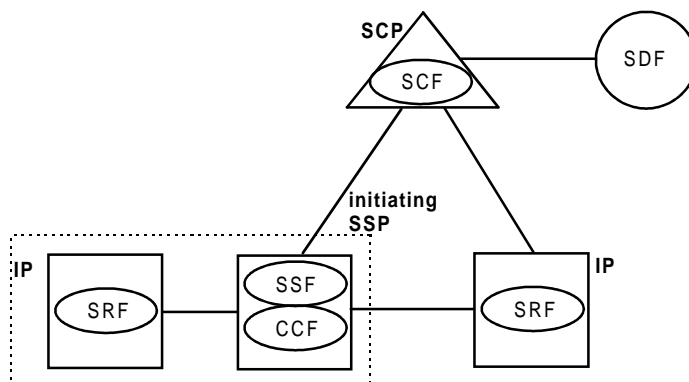 SCP
SDF
SCF
initiating
SSP
IP
IP
SSF
SRF
SRF
CCF